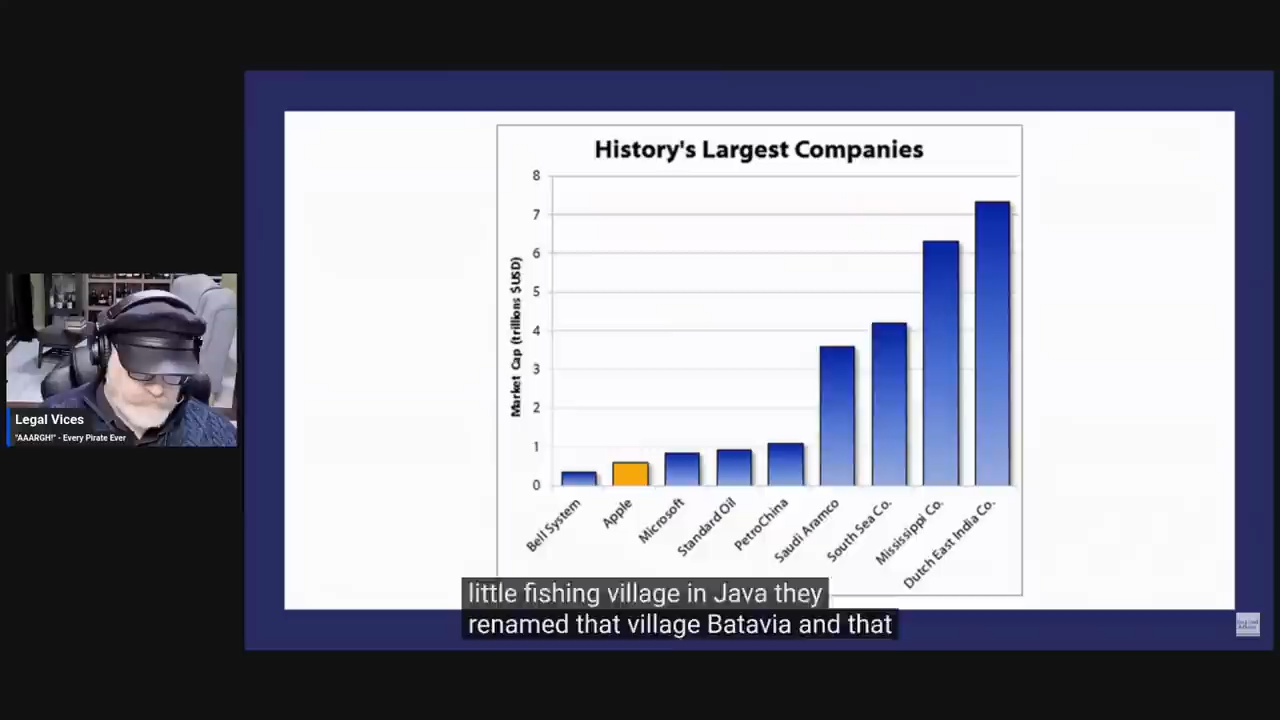 History's Largest Companies
Market Cap (trillions $USD)
8
7
6
5
4
3
2
1
0
Bell System
Apple
Microsoft
Standard Oil
PetroChina
Saudi Aramco
South Sea Co.
Mississippi Co.
Dutch East India Co.
Legal Vices
"AAARGH!" - Every Pirate Ever
little fishing village in Java they
renamed that village Batavia and that